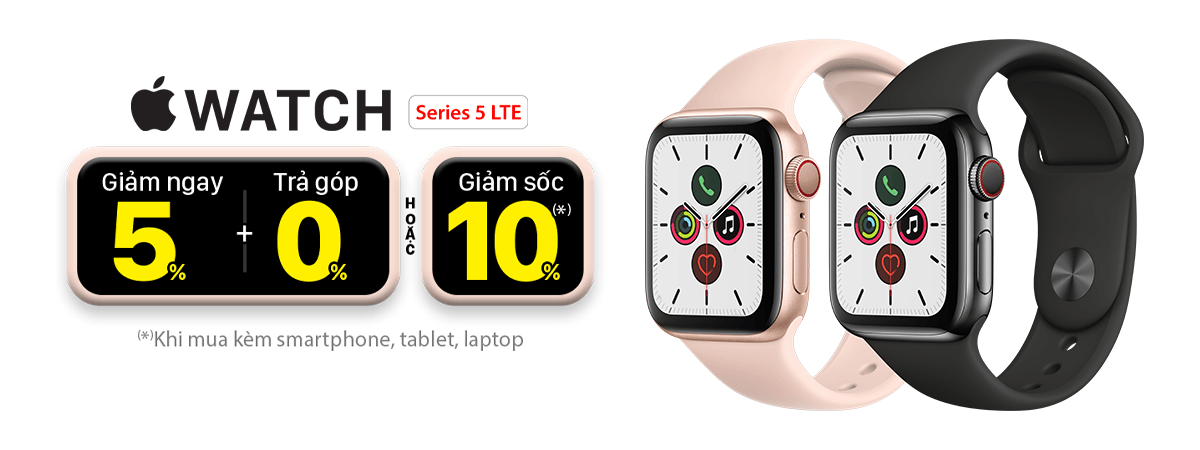 WATCH Series 5 LTE
Giảm ngay
5%
+
Trả góp
0%
HOẶC
Giảm sốc
10%(*)
(*)Khi mua kèm smartphone, tablet, laptop